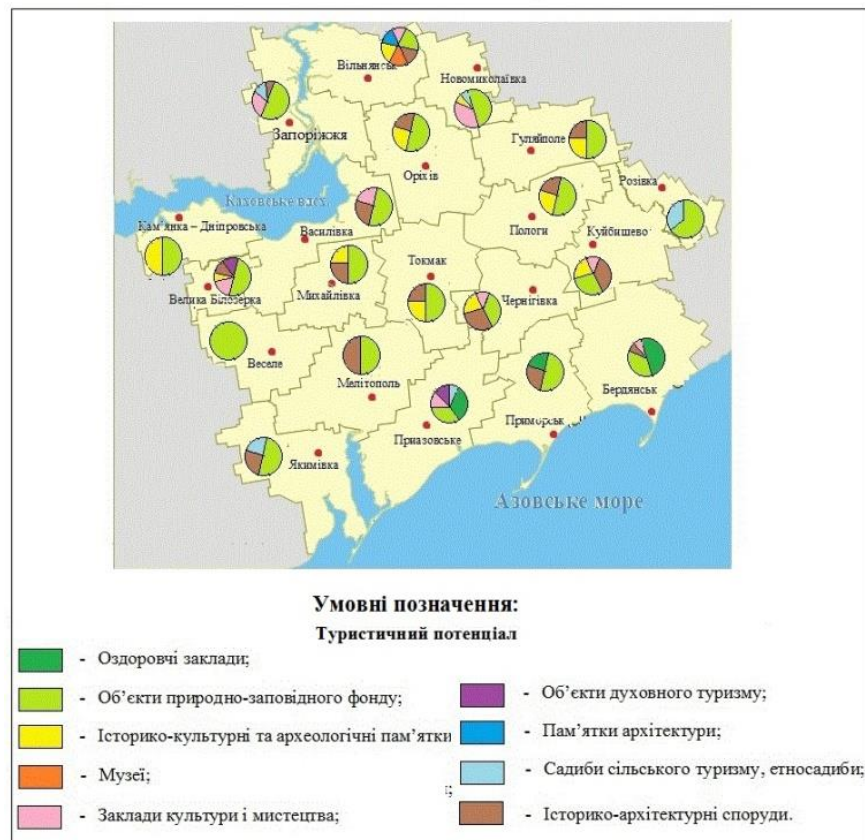 Вільнянськ
Новомиколаївка
Запоріжжя
Гуляйполе
Оріхів
Розівка
Каховське вдсх.
Кам’янка – Дніпровська
Василівка
Пологи
Куйбишево
Токмак
Велика Білозерка
Михайлівка
Чернігівка
Веселе
Мелітополь
Бердянськ
Приморськ
Приазовське
Якимівка
Азовське море
Умовні позначення:
Туристичний потенціал
- Оздоровчі заклади;
- Об’єкти природно-заповідного фонду;
- Історико-культурні та археологічні пам’ятки
- Музеї;
;
- Заклади культури і мистецтва;
- Об’єкти духовного туризму;
- Пам’ятки архітектури;
- Садиби сільського туризму, етносадиби;
- Історико-архітектурні споруди.